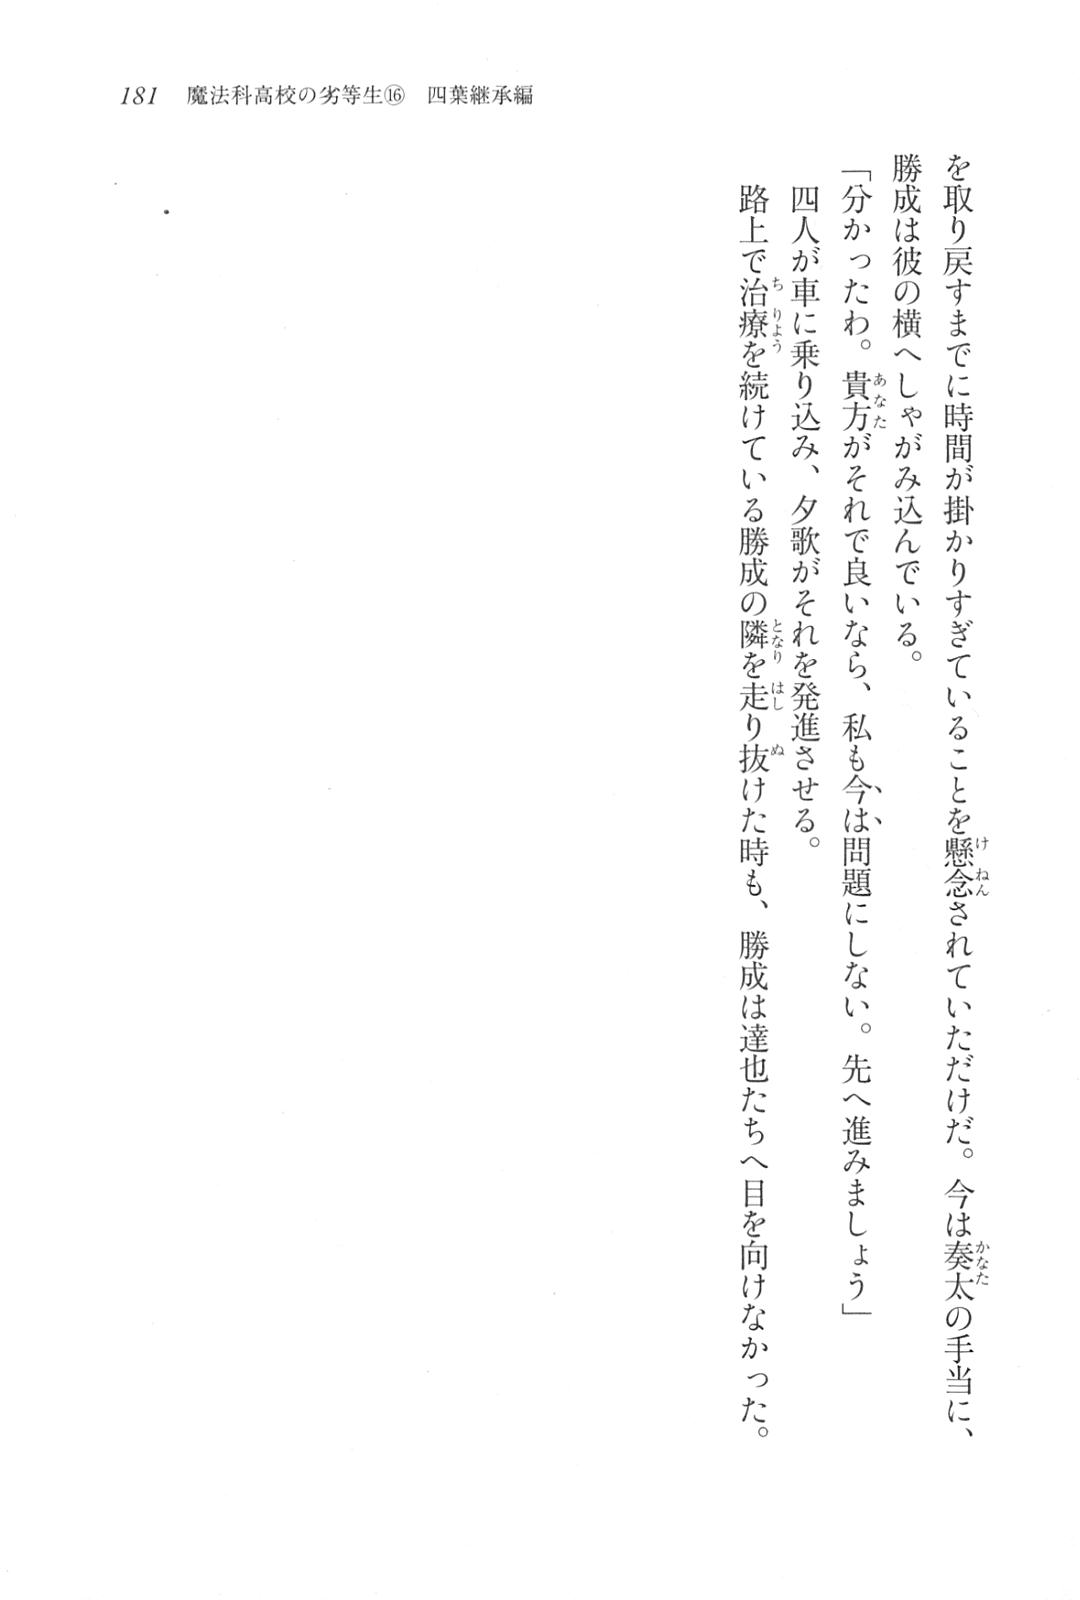 181 魔法科高校の劣等生⑯ 四葉継承編
を取り戻すまでに時間が掛かりすぎていることを懸念されていただけだ。今は奏太の手当に、
勝成は彼の横へしゃがみ込んでいる。
「分かったわ。貴方がそれで良いなら、私も今は問題にしない。先へ進みましょう」
四人が車に乗り込み、夕歌がそれを発進させる。
路上で治療を続けている勝成の隣を走り抜けた時も、勝成は達也たちへ目を向けなかった。